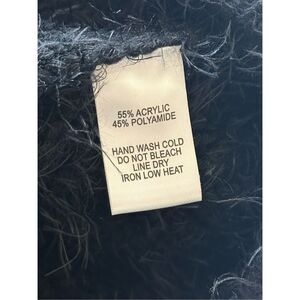 55% ACRYLIC
45% POLYAMIDE
HAND WASH COLD
DO NOT BLEACH
LINE DRY
IRON LOW HEAT